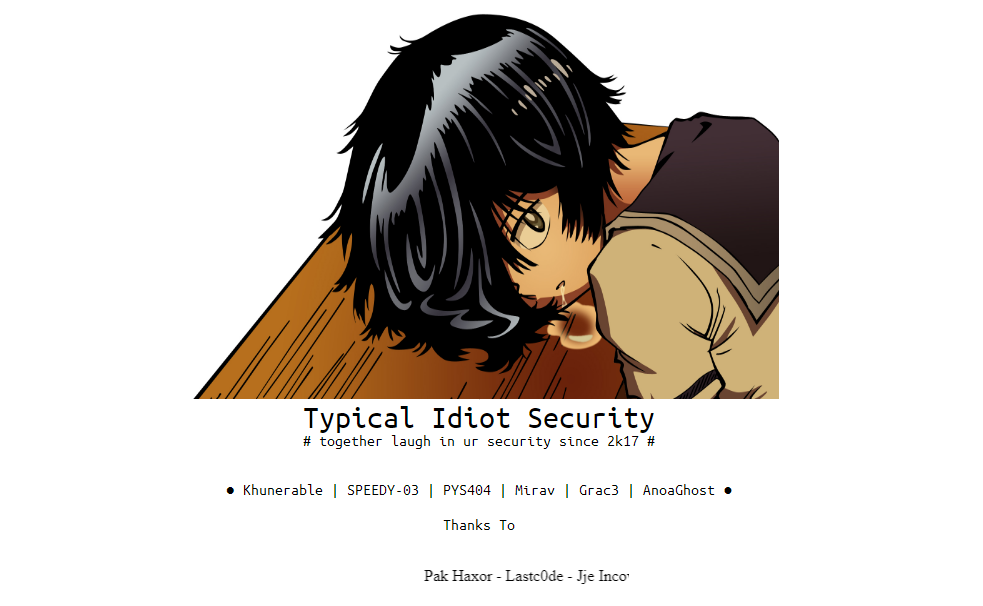 Typical Idiot Security
# together laugh in ur security since 2k17 #
● Khunerable | SPEEDY-03 | PYS404 | Mirav | Grac3 | AnoaGhost ●
Thanks To
Pak Haxor - Lastc0de - Jje Inco